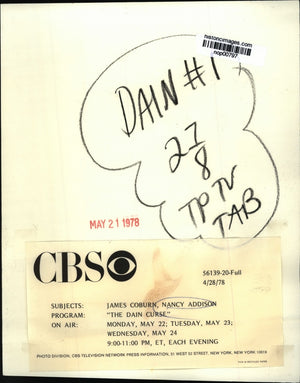 historicimages.com
nop00797
DAIN #1
27
8
TP TV
TAB
MAY 21 1978
CBS
56139-20-Full
4/28/78
SUBJECTS: JAMES COBURN, NANCY ADDISON
PROGRAM: "THE DAIN CURSE"
ON AIR: MONDAY, MAY 22; TUESDAY, MAY 23;
WEDNESDAY, MAY 24
9:00-11:00 PM, ET, EACH EVENING
PHOTO DIVISION, CBS TELEVISION NETWORK PRESS INFORMATION, 51 WEST 52 STREET, NEW YORK, NEW YORK 10019